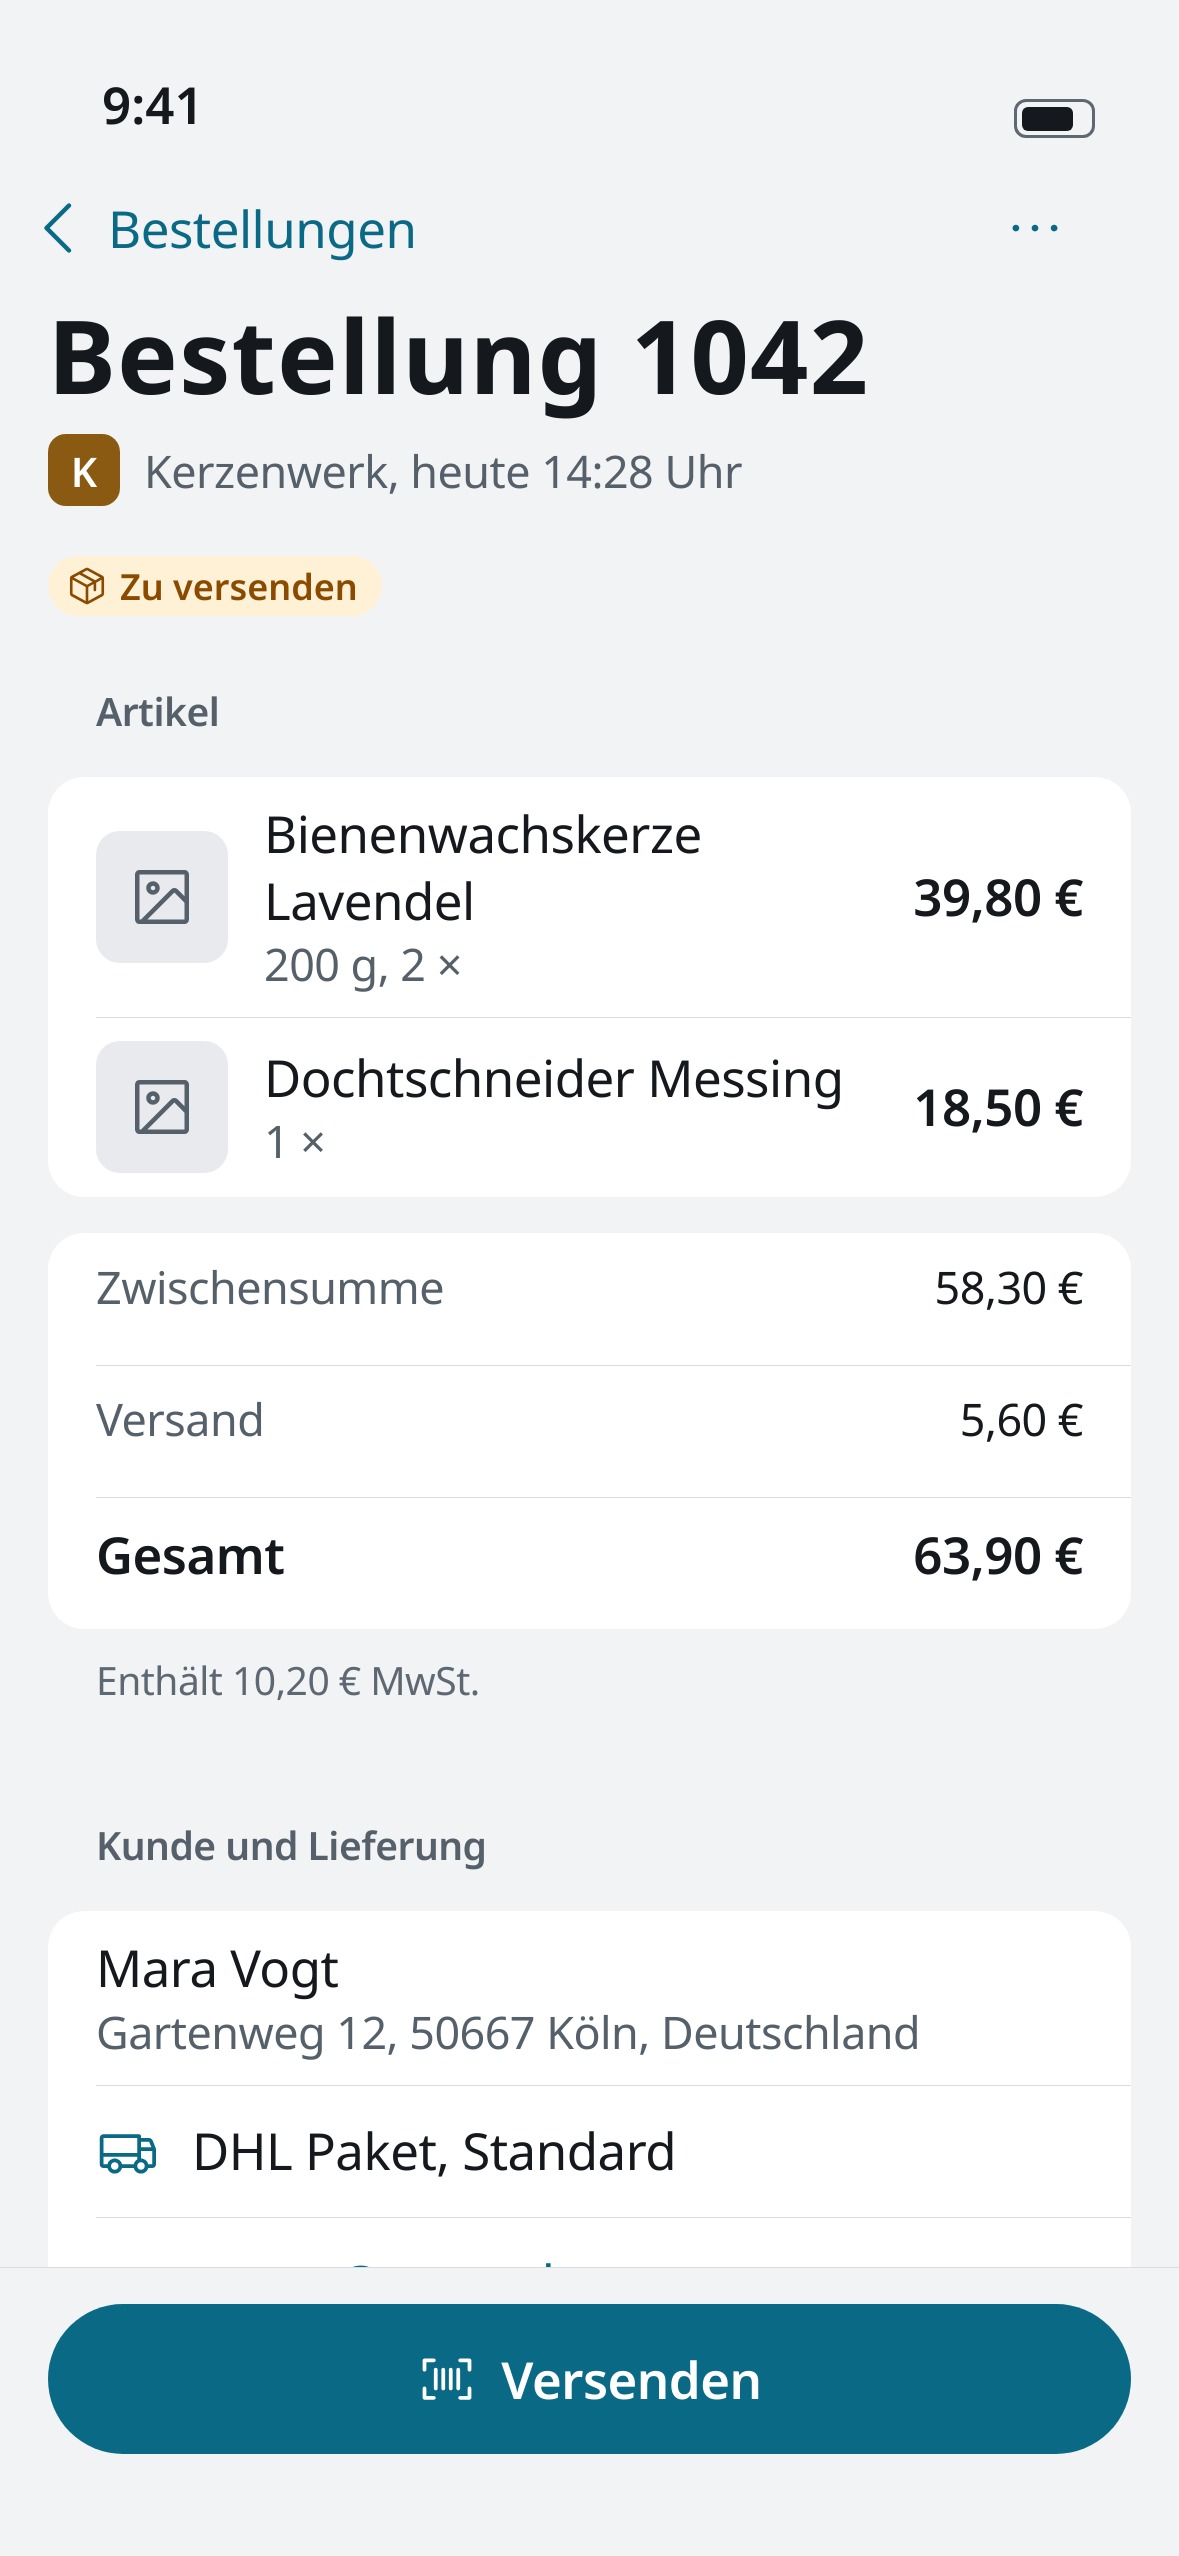 9:41
Bestellungen
Bestellung 1042
K Kerzenwerk, heute 14:28 Uhr
Zu versenden
Artikel
Bienenwachskerze
Lavendel
39,80 €
200 g, 2 ×
Dochtschneider Messing
18,50 €
1 ×
Zwischensumme 58,30 €
Versand 5,60 €
Gesamt 63,90 €
Enthält 10,20 € MwSt.
Kunde und Lieferung
Mara Vogt
Gartenweg 12, 50667 Köln, Deutschland
DHL Paket, Standard
Versenden